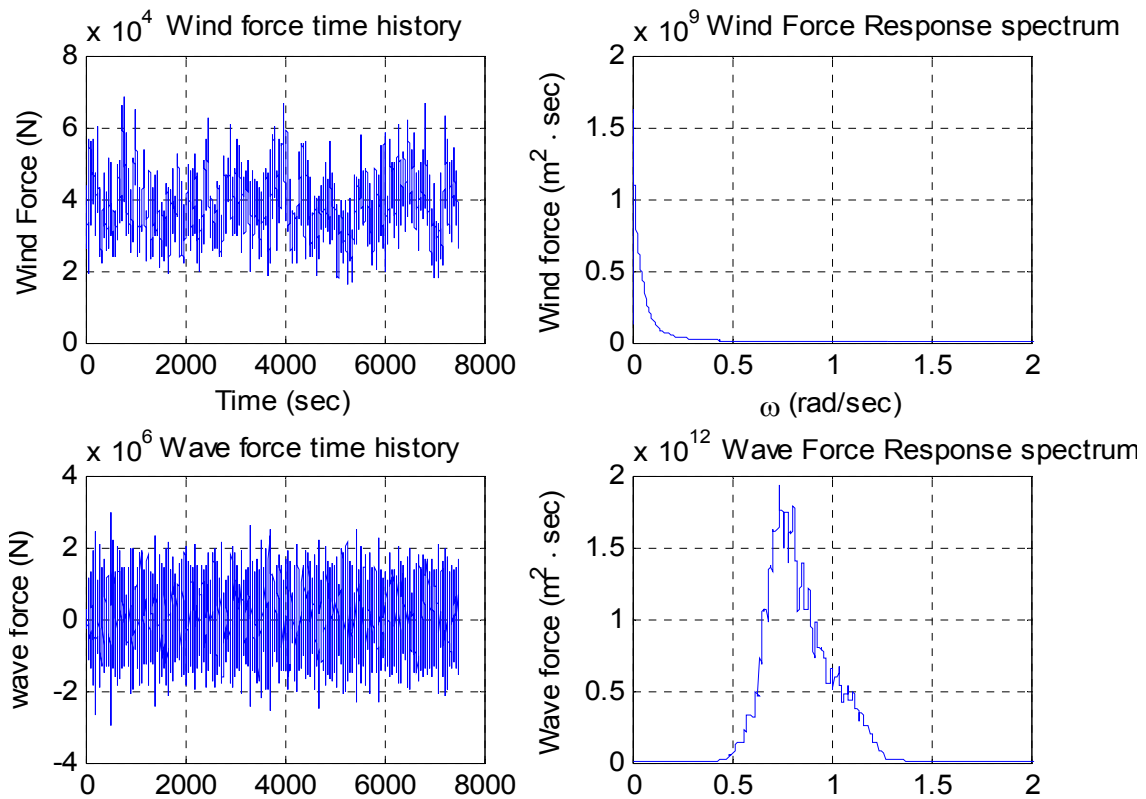 x 10^4 Wind force time history
8
6
4
2
0
Wind Force (N)
0 2000 4000 6000 8000
Time (sec)
x 10^9 Wind Force Response spectrum
2
1.5
1
0.5
0
Wind force (m^2 . sec)
0 0.5 1 1.5 2
ω (rad/sec)
x 10^6 Wave force time history
4
2
0
-2
-4
wave force (N)
0 2000 4000 6000 8000
x 10^12 Wave Force Response spectrum
2
1.5
1
0.5
0
Wave force (m^2 . sec)
0 0.5 1 1.5 2